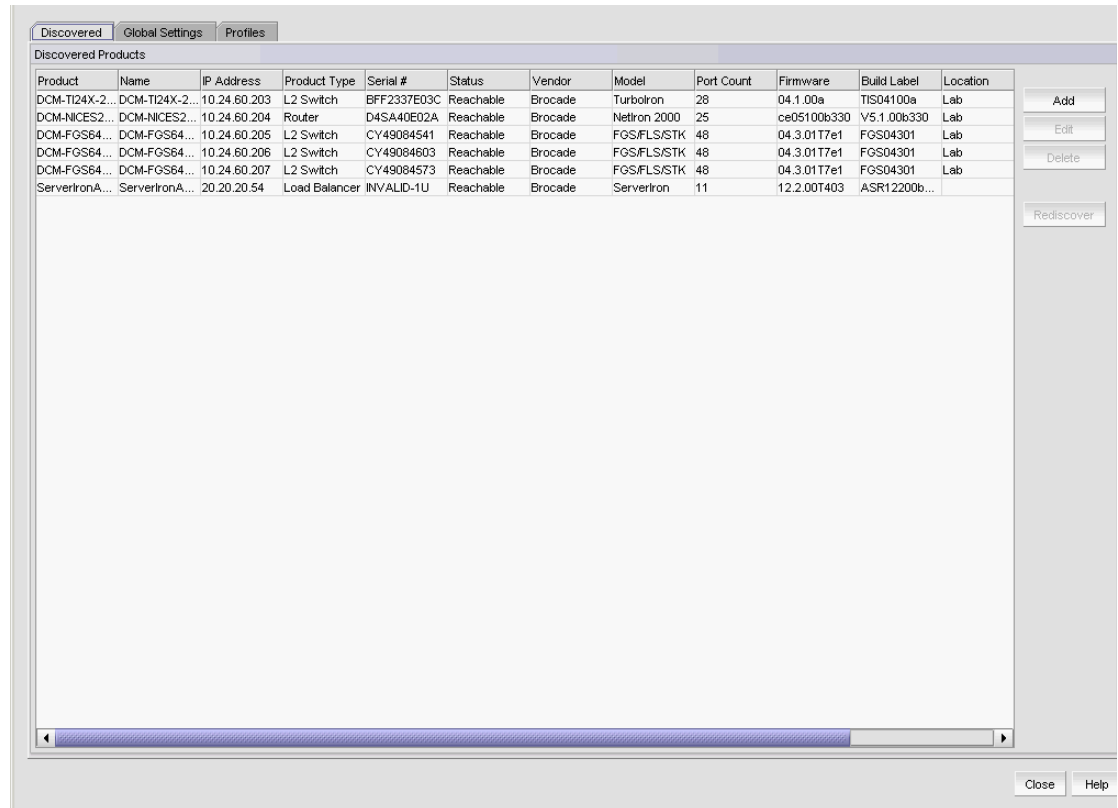 Discovered Global Settings Profiles
Discovered Products
Product Name IP Address Product Type Serial # Status Vendor Model Port Count Firmware Build Label Location
DCM-TI24X-2... DCM-TI24X-2... 10.24.60.203 L2 Switch BFF2337E03C Reachable Brocade TurboIron 28 04.1.00a TIS04100a Lab
DCM-NICES2... DCM-NICES2... 10.24.60.204 Router D4SA40E02A Reachable Brocade NetIron 2000 25 ce05100b330 V5.1.00b330 Lab
DCM-FGS64... DCM-FGS64... 10.24.60.205 L2 Switch CY49084541 Reachable Brocade FGS/FLS/STK 48 04.3.01T7e1 FGS04301 Lab
DCM-FGS64... DCM-FGS64... 10.24.60.206 L2 Switch CY49084603 Reachable Brocade FGS/FLS/STK 48 04.3.01T7e1 FGS04301 Lab
DCM-FGS64... DCM-FGS64... 10.24.60.207 L2 Switch CY49084573 Reachable Brocade FGS/FLS/STK 48 04.3.01T7e1 FGS04301 Lab
ServerIronA... ServerIronA... 20.20.20.54 Load Balancer INVALID-1U Reachable Brocade ServerIron 11 12.2.00T403 ASR12200b...
Add
Edit
Delete
Rediscover
Close Help